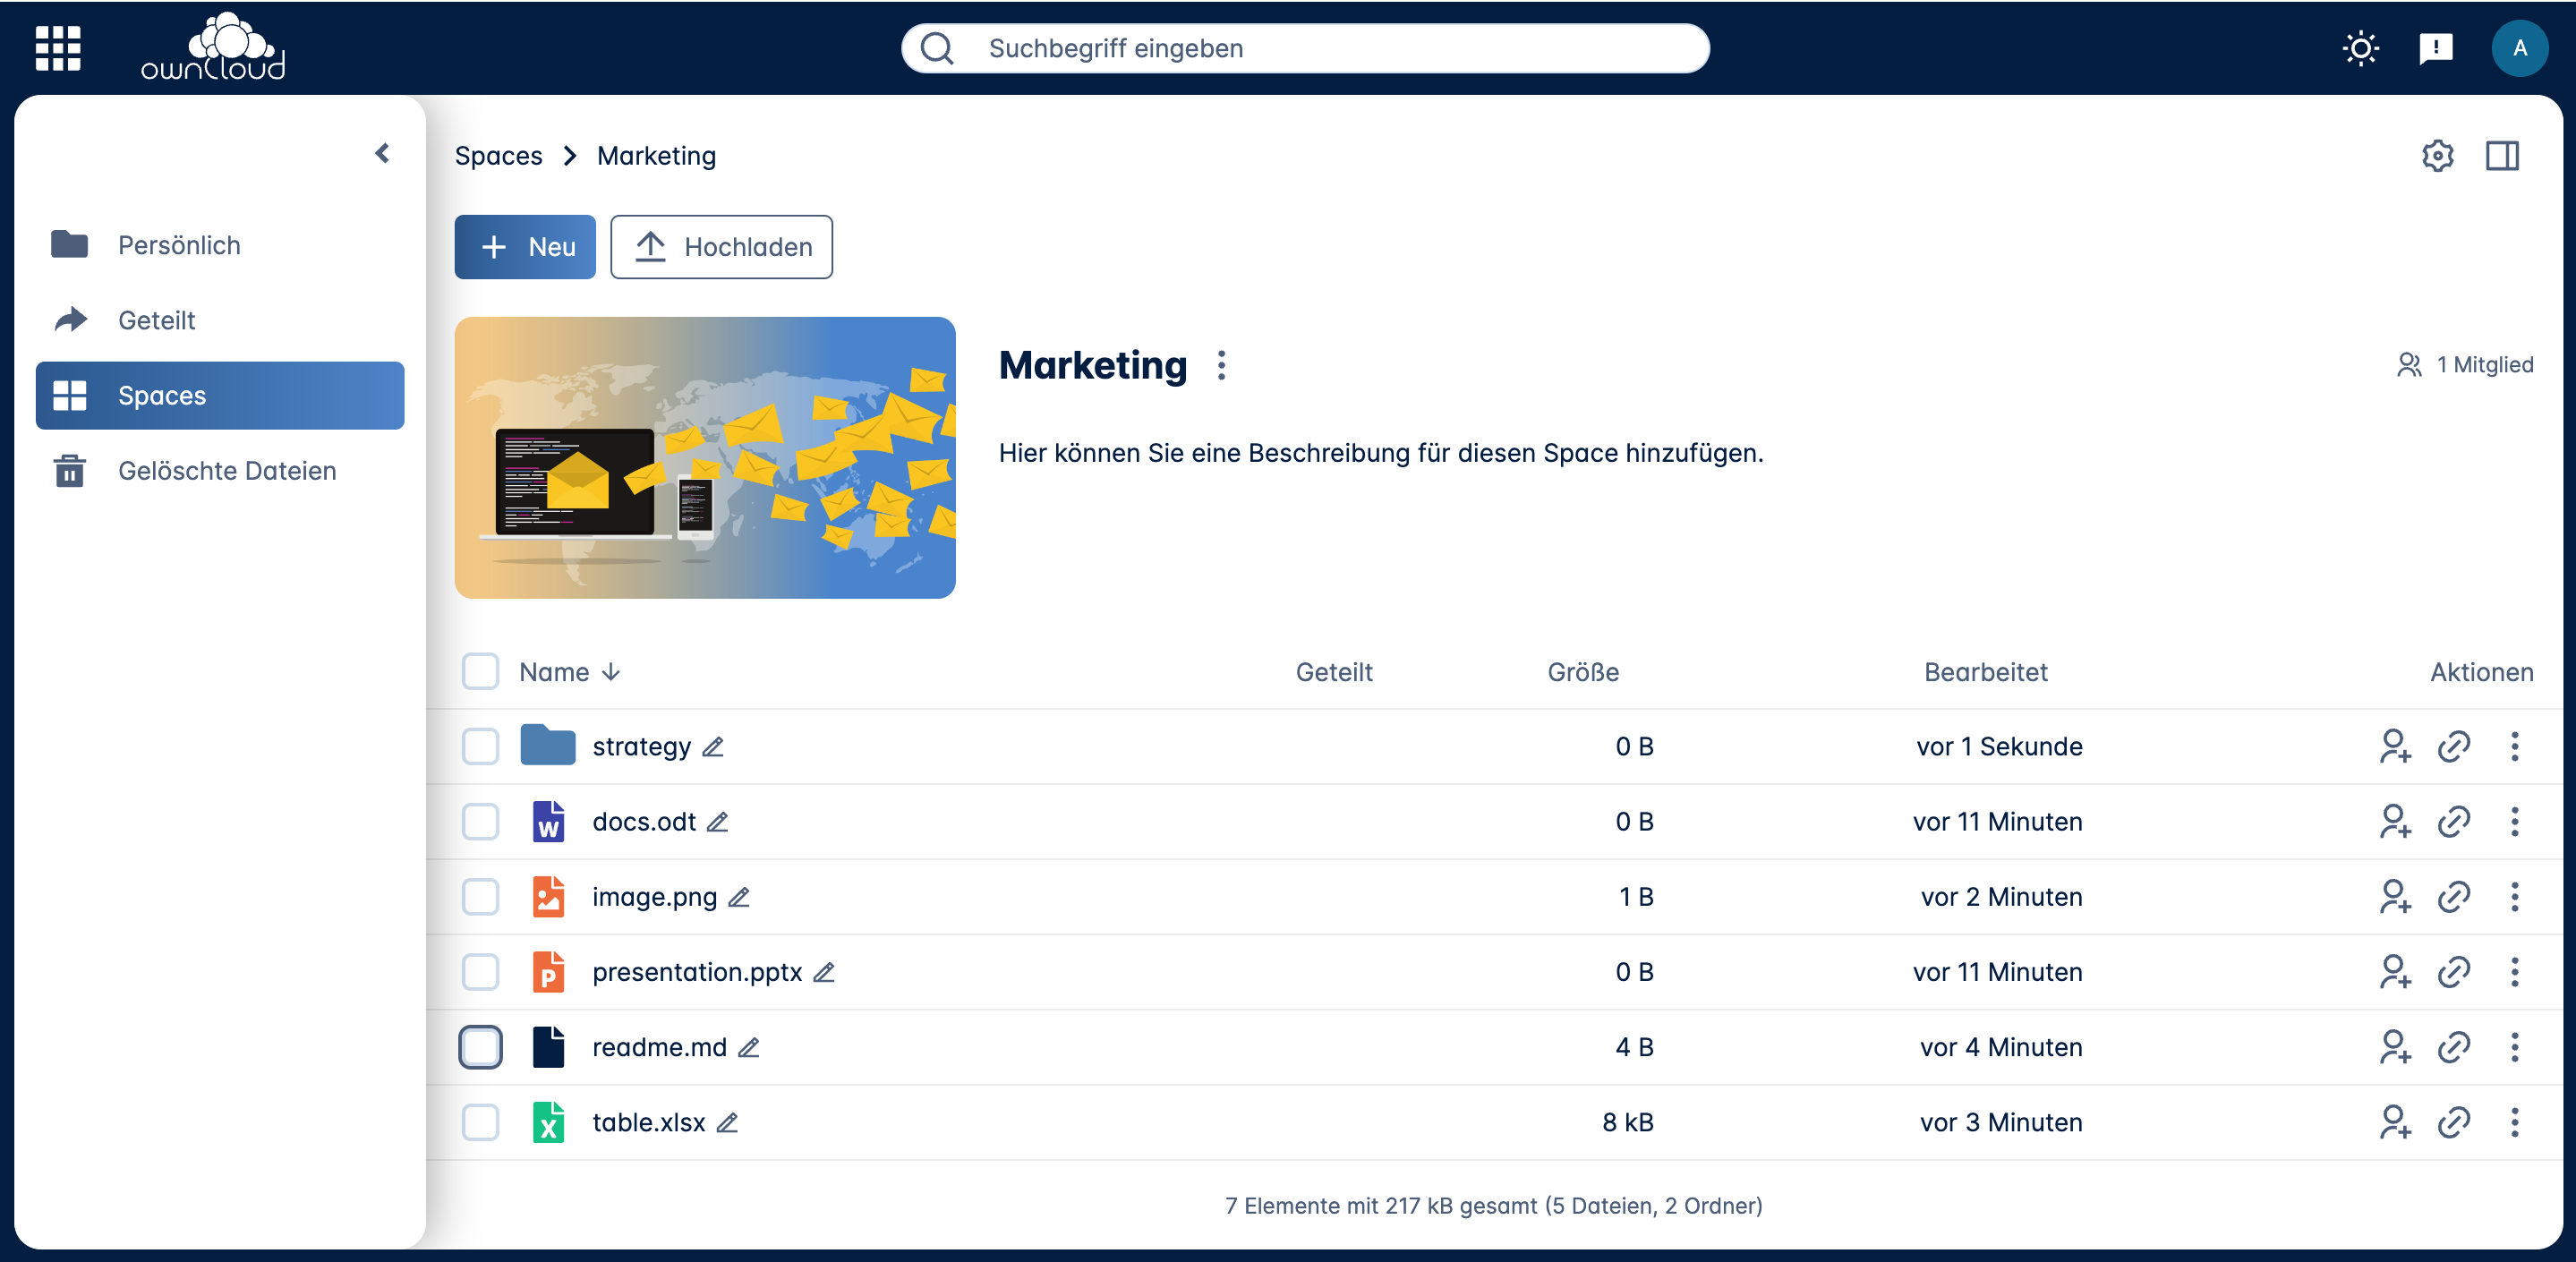 ownCloud
Suchbegriff eingeben
A
Persönlich
Geteilt
Spaces
Gelöschte Dateien
Spaces > Marketing
+ Neu
Hochladen
Marketing
1 Mitglied
Hier können Sie eine Beschreibung für diesen Space hinzufügen.
Name Geteilt Größe Bearbeitet Aktionen
strategy 0 B vor 1 Sekunde
W docs.odt 0 B vor 11 Minuten
image.png 1 B vor 2 Minuten
P presentation.pptx 0 B vor 11 Minuten
readme.md 4 B vor 4 Minuten
X table.xlsx 8 kB vor 3 Minuten
7 Elemente mit 217 kB gesamt (5 Dateien, 2 Ordner)